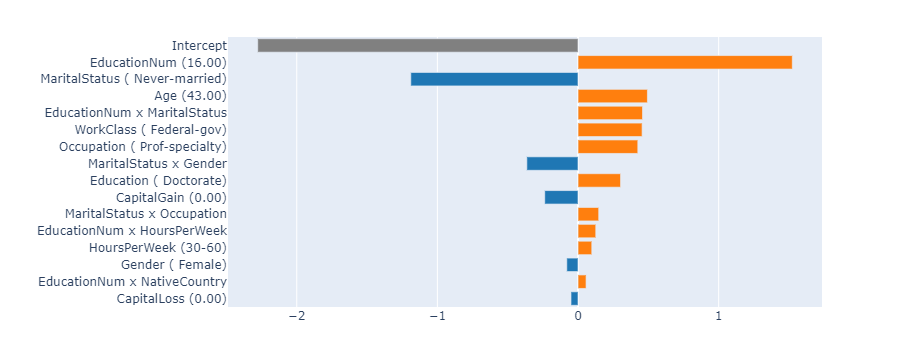 Intercept
EducationNum (16.00)
MaritalStatus ( Never-married)
Age (43.00)
EducationNum x MaritalStatus
WorkClass ( Federal-gov)
Occupation ( Prof-specialty)
MaritalStatus x Gender
Education ( Doctorate)
CapitalGain (0.00)
MaritalStatus x Occupation
EducationNum x HoursPerWeek
HoursPerWeek (30-60)
Gender ( Female)
EducationNum x NativeCountry
CapitalLoss (0.00)
−2 −1 0 1